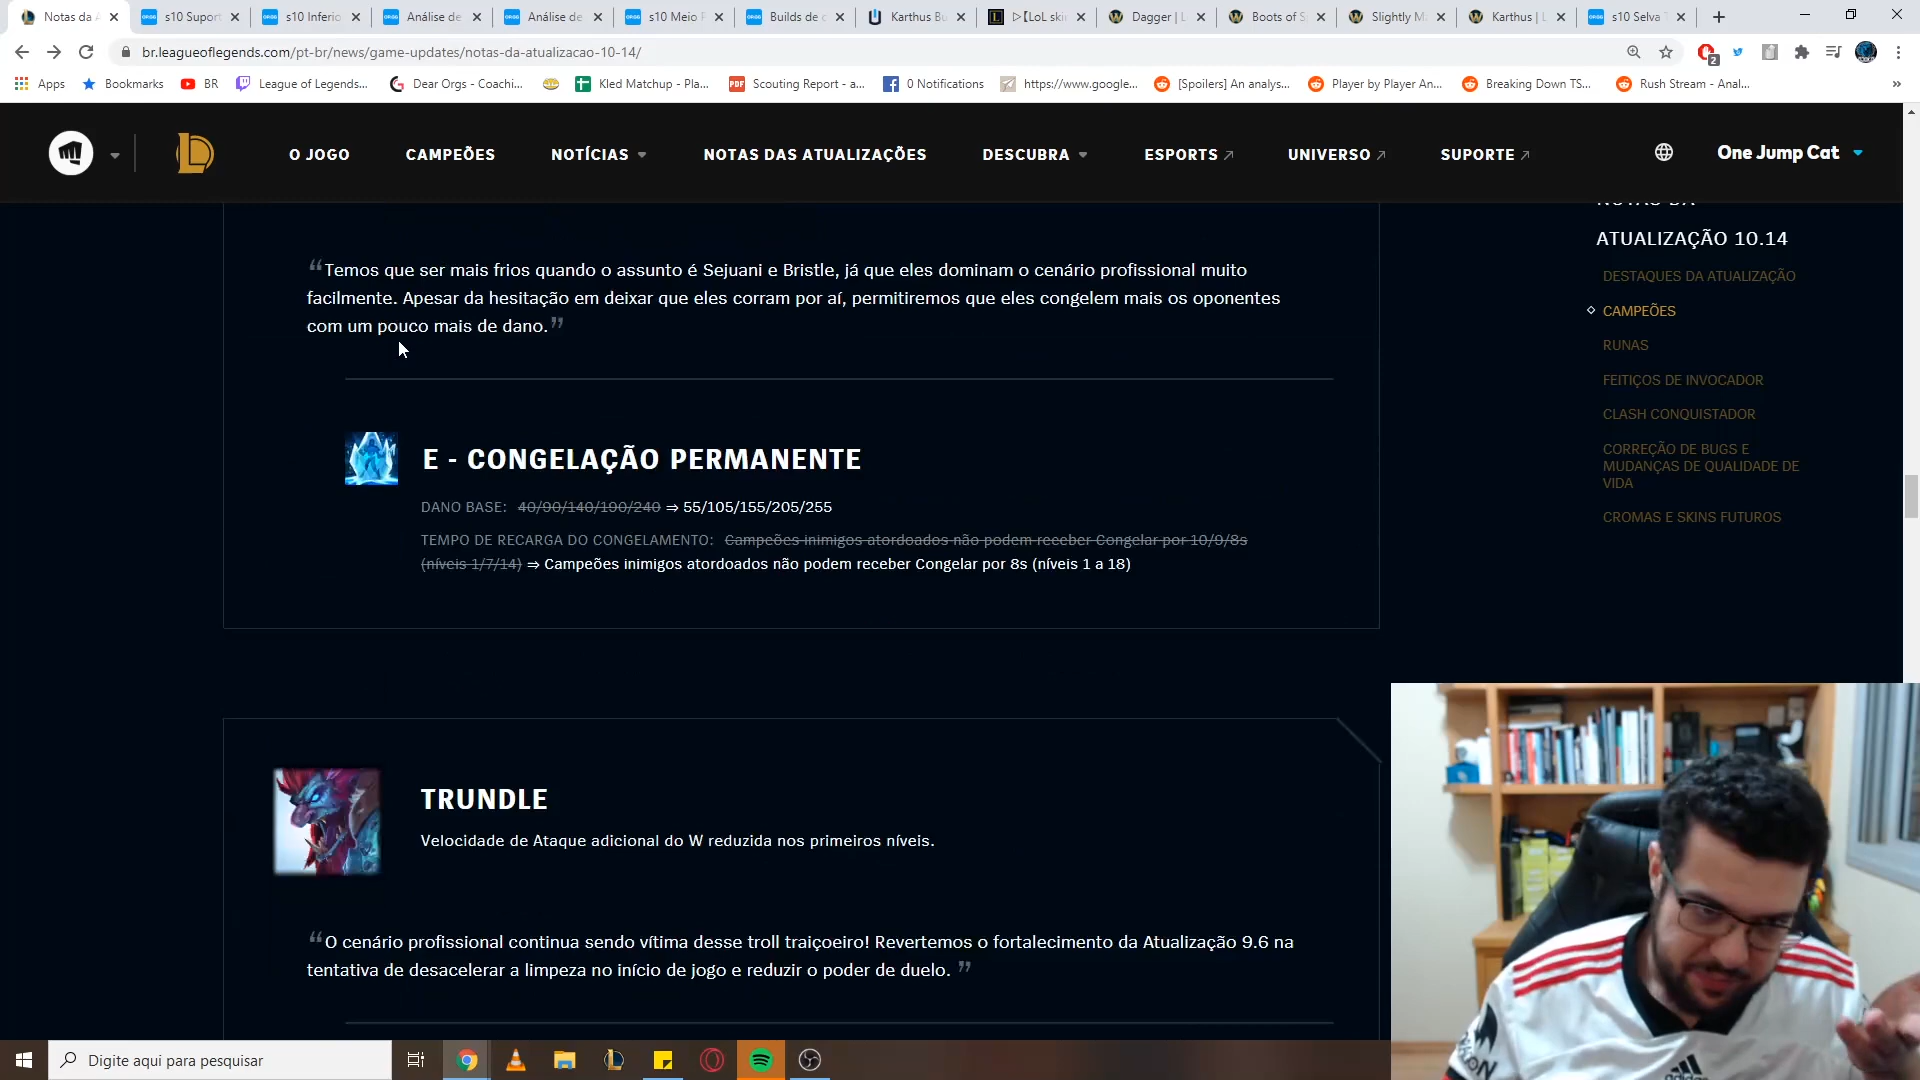 Notas da A
s10 Suport
s10 Inferio
Análise de
Análise de
s10 Meio P
Builds de c
Karthus Bu
▷【LoL ski
Dagger | L
Boots of S
Slightly M
Karthus | L
s10 Selva T
br.leagueoflegends.com/pt-br/news/game-updates/notas-da-atualizacao-10-14/
2
Apps
Bookmarks
BR
League of Legends...
Dear Orgs - Coachi...
Kled Matchup - Pla...
Scouting Report - a...
0 Notifications
https://www.google...
[Spoilers] An analys...
Player by Player An...
Breaking Down TS...
Rush Stream - Anal...
O JOGO
CAMPEÕES
NOTÍCIAS
NOTAS DAS ATUALIZAÇÕES
DESCUBRA
ESPORTS
UNIVERSO
SUPORTE
One Jump Cat
“Temos que ser mais frios quando o assunto é Sejuani e Bristle, já que eles dominam o cenário profissional muito
facilmente. Apesar da hesitação em deixar que eles corram por aí, permitiremos que eles congelem mais os oponentes
com um pouco mais de dano.”
E - CONGELAÇÃO PERMANENTE
DANO BASE: 40/90/140/190/240 ⇒ 55/105/155/205/255
TEMPO DE RECARGA DO CONGELAMENTO: Campeões inimigos atordoados não podem receber Congelar por 10/9/8s
(níveis 1/7/14) ⇒ Campeões inimigos atordoados não podem receber Congelar por 8s (níveis 1 a 18)
TRUNDLE
Velocidade de Ataque adicional do W reduzida nos primeiros níveis.
“O cenário profissional continua sendo vítima desse troll traiçoeiro! Revertemos o fortalecimento da Atualização 9.6 na
tentativa de desacelerar a limpeza no início de jogo e reduzir o poder de duelo. ”
NOTAS DA
ATUALIZAÇÃO 10.14
DESTAQUES DA ATUALIZAÇÃO
CAMPEÕES
RUNAS
FEITIÇOS DE INVOCADOR
CLASH CONQUISTADOR
CORREÇÃO DE BUGS E
MUDANÇAS DE QUALIDADE DE
VIDA
CROMAS E SKINS FUTUROS
Digite aqui para pesquisar